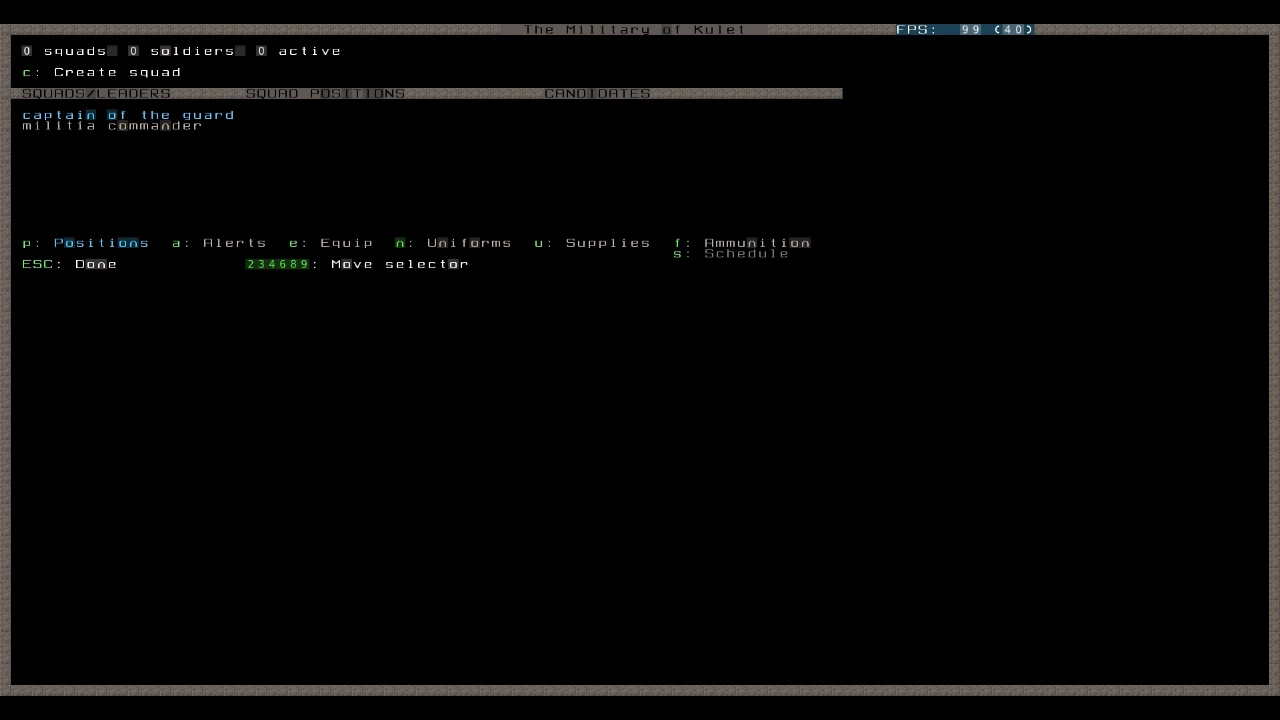 The Military of Kulet FPS: 99 (40)
0 squads 0 soldiers 0 active
c: Create squad
SQUADS/LEADERS SQUAD POSITIONS CANDIDATES
captain of the guard
militia commander
p: Positions a: Alerts e: Equip n: Uniforms u: Supplies f: Ammunition
s: Schedule
ESC: Done 234689: Move selector